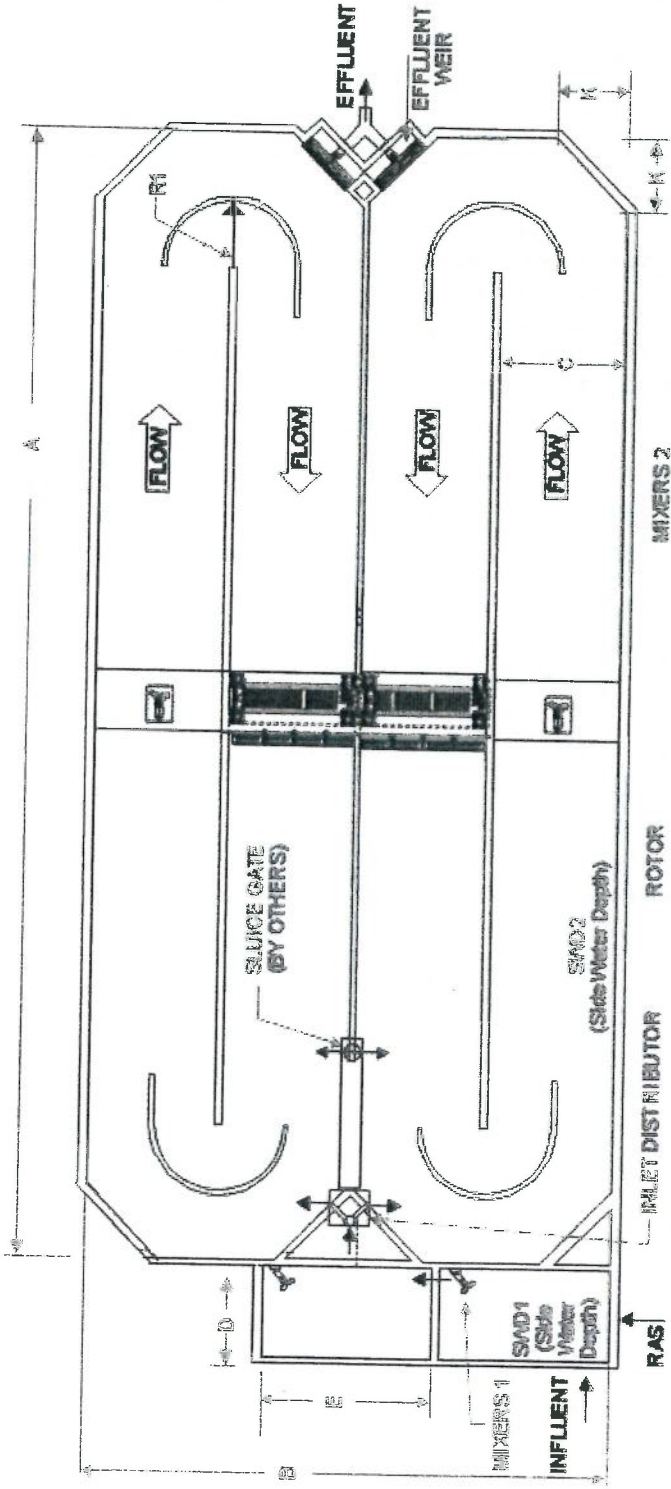 A
R1
EFFLUENT
EFFLUENT
WEIR
K
K
FLOW
FLOW
FLOW
FLOW
C
SLUICE GATE
(BY OTHERS)
D
E
B
MIXERS 1
SWD1
(Side
Water
Depth)
INFLUENT
RAS
INLET DISTRIBUTOR
SWD2
(Side Water Depth)
ROTOR
MIXERS 2